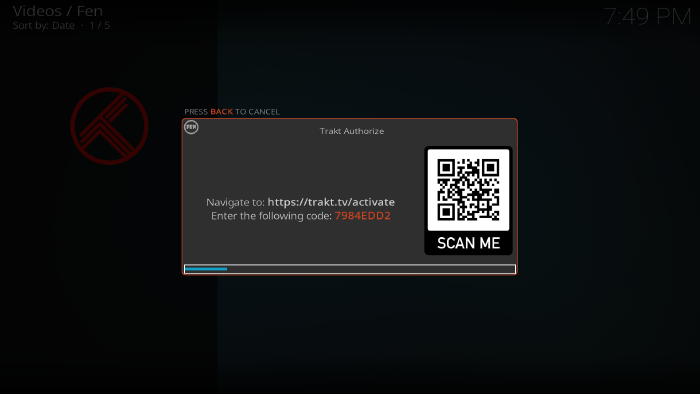 Videos / Fen
Sort by: Date · 1 / 5
7:49 PM
PRESS BACK TO CANCEL
FEN
Trakt Authorize
Navigate to: https://trakt.tv/activate
Enter the following code: 7984EDD2
SCAN ME